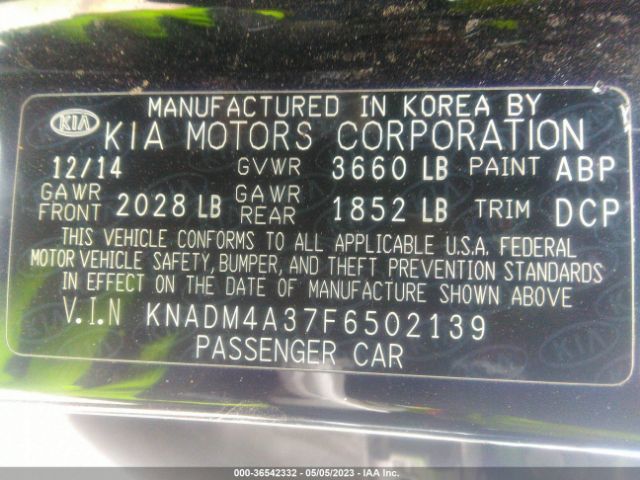 MANUFACTURED IN KOREA BY
KIA KIA MOTORS CORPORATION
12/14 GVWR 3660 LB PAINT ABP
GAWR FRONT 2028 LB GAWR REAR 1852 LB TRIM DCP
THIS VEHICLE CONFORMS TO ALL APPLICABLE U.S.A. FEDERAL
MOTOR VEHICLE SAFETY, BUMPER, AND THEFT PREVENTION STANDARDS
IN EFFECT ON THE DATE OF MANUFACTURE SHOWN ABOVE
V.I.N KNADM4A37F6502139
PASSENGER CAR
000-36542332 - 05/05/2023 - IAA Inc.